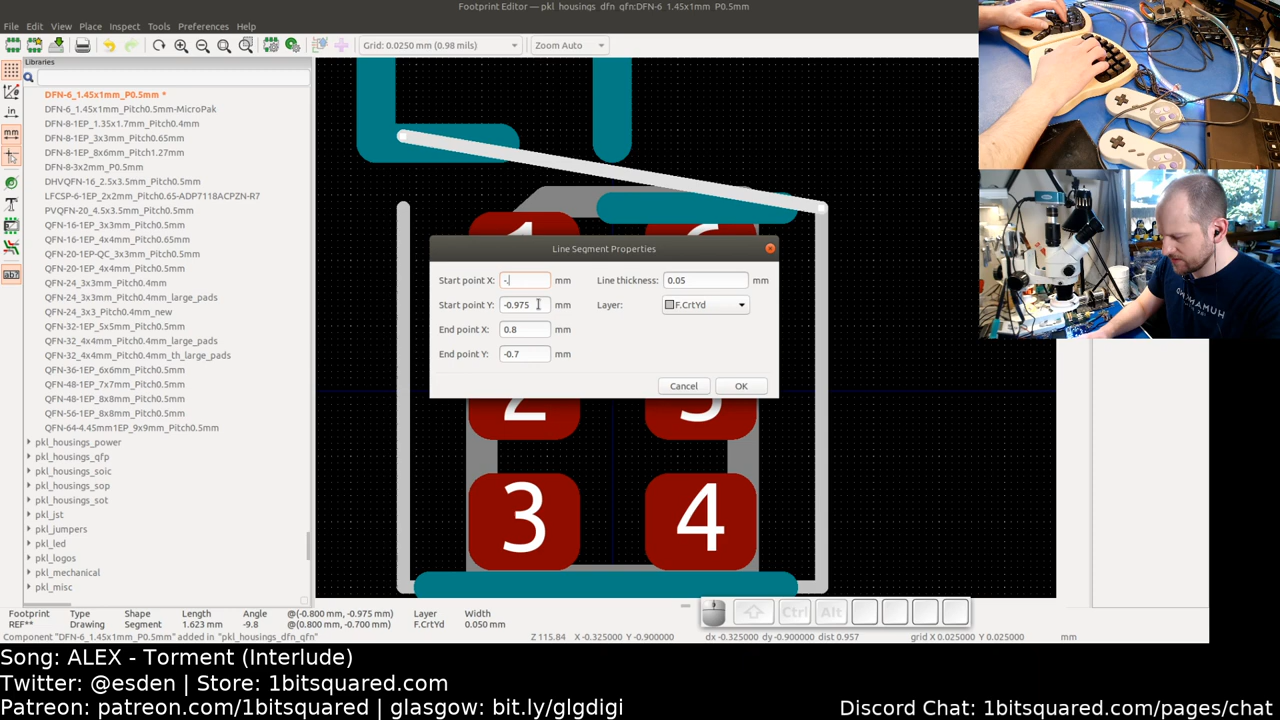 Footprint Editor — pkl_housings_dfn_qfn:DFN-6_1.45x1mm_P0.5mm
File Edit View Place Inspect Tools Preferences Help
Grid: 0.0250 mm (0.98 mils) Zoom Auto
Libraries
DFN-6_1.45x1mm_P0.5mm *
DFN-6_1.45x1mm_Pitch0.5mm-MicroPak
DFN-8-1EP_1.35x1.7mm_Pitch0.4mm
DFN-8-1EP_3x3mm_Pitch0.65mm
DFN-8-1EP_8x6mm_Pitch1.27mm
DFN-8-3x2mm_P0.5mm
DHVQFN-16_2.5x3.5mm_Pitch0.5mm
LFCSP-6-1EP_2x2mm_Pitch0.65-ADP7118ACPZN-R7
PVQFN-20_4.5x3.5mm_Pitch0.5mm
QFN-16-1EP_3x3mm_Pitch0.5mm
QFN-16-1EP_4x4mm_Pitch0.65mm
QFN-20-1EP-QC_3x3mm_Pitch0.5mm
QFN-20-1EP_4x4mm_Pitch0.5mm
QFN-24_3x3mm_Pitch0.4mm
QFN-24_3x3mm_Pitch0.4mm_large_pads
QFN-24_3x3_Pitch0.4mm_new
QFN-32-1EP_5x5mm_Pitch0.5mm
QFN-32_4x4mm_Pitch0.4mm_large_pads
QFN-32_4x4mm_Pitch0.4mm_th_large_pads
QFN-36-1EP_6x6mm_Pitch0.5mm
QFN-48-1EP_7x7mm_Pitch0.5mm
QFN-48-1EP_8x8mm_Pitch0.5mm
QFN-56-1EP_8x8mm_Pitch0.5mm
QFN-64-4.45mm1EP_9x9mm_Pitch0.5mm
pkl_housings_power
pkl_housings_qfp
pkl_housings_soic
pkl_housings_sop
pkl_housings_sot
pkl_jst
pkl_jumpers
pkl_led
pkl_logos
pkl_mechanical
pkl_misc
in
mm
Line Segment Properties
Start point X: -. mm Line thickness: 0.05 mm
Start point Y: -0.975 mm Layer: F.CrtYd
End point X: 0.8 mm
End point Y: -0.7 mm
Cancel OK
2 5
3 4
Ctrl Alt
Footprint Type Shape Length Angle @(-0.800 mm, -0.975 mm) Layer Width
REF** Drawing Segment 1.623 mm -9.8 @(0.800 mm, -0.700 mm) F.CrtYd 0.050 mm
Component "DFN-6_1.45x1mm_P0.5mm" added in "pkl_housings_dfn_qfn" Z 115.84 X -0.325000 Y -0.900000 dx -0.325000 dy -0.900000 dist 0.957 grid X 0.025000 Y 0.025000 mm
Song: ALEX - Torment (Interlude)
Twitter: @esden | Store: 1bitsquared.com
Patreon: patreon.com/1bitsquared | glasgow: bit.ly/glgdigi
Discord Chat: 1bitsquared.com/pages/chat